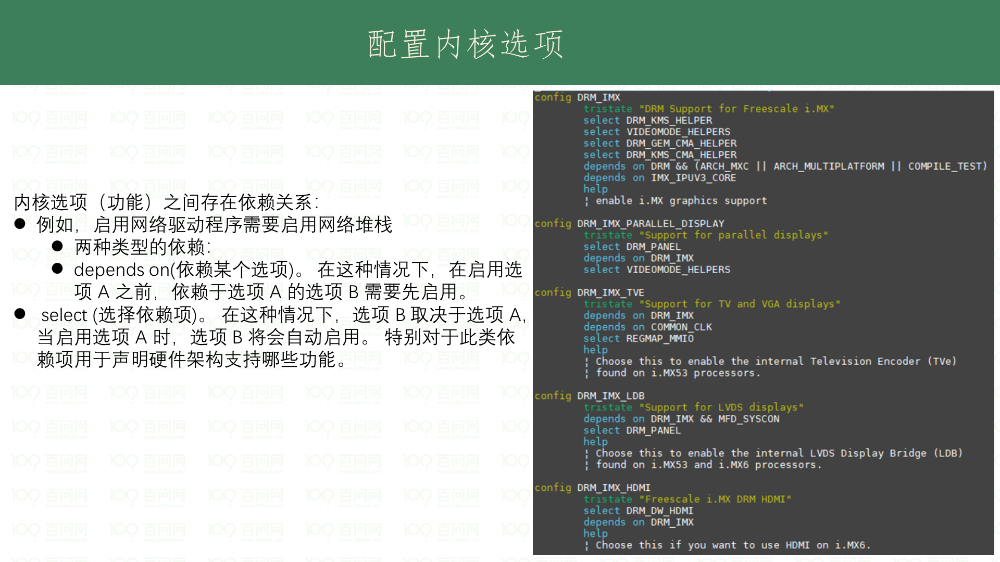 配置内核选项
内核选项（功能）之间存在依赖关系：
● 例如，启用网络驱动程序需要启用网络堆栈
● 两种类型的依赖：
● depends on(依赖某个选项)。 在这种情况下，在启用选
项 A 之前，依赖于选项 A 的选项 B 需要先启用。
● select (选择依赖项)。 在这种情况下，选项 B 取决于选项 A，
当启用选项 A 时，选项 B 将会自动启用。 特别对于此类依
赖项用于声明硬件架构支持哪些功能。
config DRM_IMX
tristate "DRM Support for Freescale i.MX"
select DRM_KMS_HELPER
select VIDEOMODE_HELPERS
select DRM_GEM_CMA_HELPER
select DRM_KMS_CMA_HELPER
depends on DRM && (ARCH_MXC || ARCH_MULTIPLATFORM || COMPILE_TEST)
depends on IMX_IPUV3_CORE
help
¦ enable i.MX graphics support
config DRM_IMX_PARALLEL_DISPLAY
tristate "Support for parallel displays"
select DRM_PANEL
depends on DRM_IMX
select VIDEOMODE_HELPERS
config DRM_IMX_TVE
tristate "Support for TV and VGA displays"
depends on DRM_IMX
depends on COMMON_CLK
select REGMAP_MMIO
help
¦ Choose this to enable the internal Television Encoder (TVe)
¦ found on i.MX53 processors.
config DRM_IMX_LDB
tristate "Support for LVDS displays"
depends on DRM_IMX && MFD_SYSCON
select DRM_PANEL
help
¦ Choose this to enable the internal LVDS Display Bridge (LDB)
¦ found on i.MX53 and i.MX6 processors.
config DRM_IMX_HDMI
tristate "Freescale i.MX DRM HDMI"
select DRM_DW_HDMI
depends on DRM_IMX
help
¦ Choose this if you want to use HDMI on i.MX6.